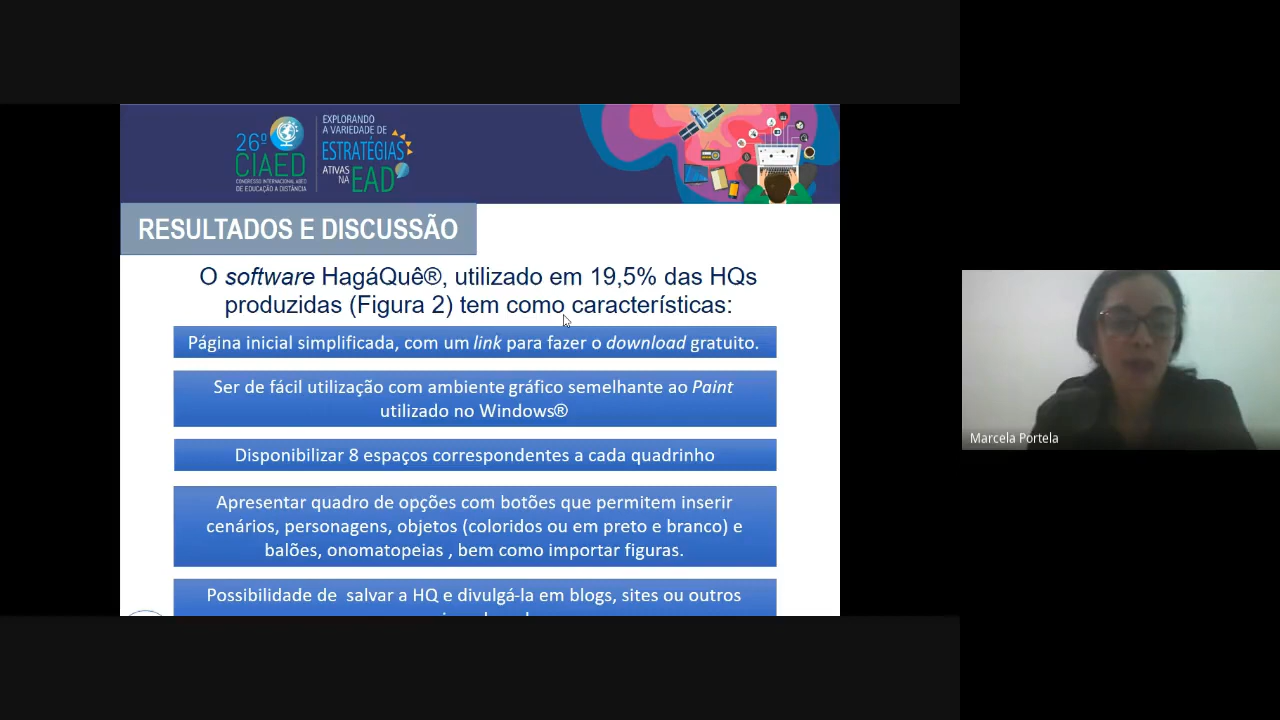 26º
CIAED
CONGRESSO INTERNACIONAL ABED
DE EDUCAÇÃO A DISTÂNCIA
EXPLORANDO
A VARIEDADE DE
ESTRATÉGIAS
ATIVAS
NA EAD
RESULTADOS E DISCUSSÃO
O software HagáQuê®, utilizado em 19,5% das HQs
produzidas (Figura 2) tem como características:
Página inicial simplificada, com um link para fazer o download gratuito.
Ser de fácil utilização com ambiente gráfico semelhante ao Paint
utilizado no Windows®
Disponibilizar 8 espaços correspondentes a cada quadrinho
Apresentar quadro de opções com botões que permitem inserir
cenários, personagens, objetos (coloridos ou em preto e branco) e
balões, onomatopeias , bem como importar figuras.
Possibilidade de salvar a HQ e divulgá-la em blogs, sites ou outros
Marcela Portela